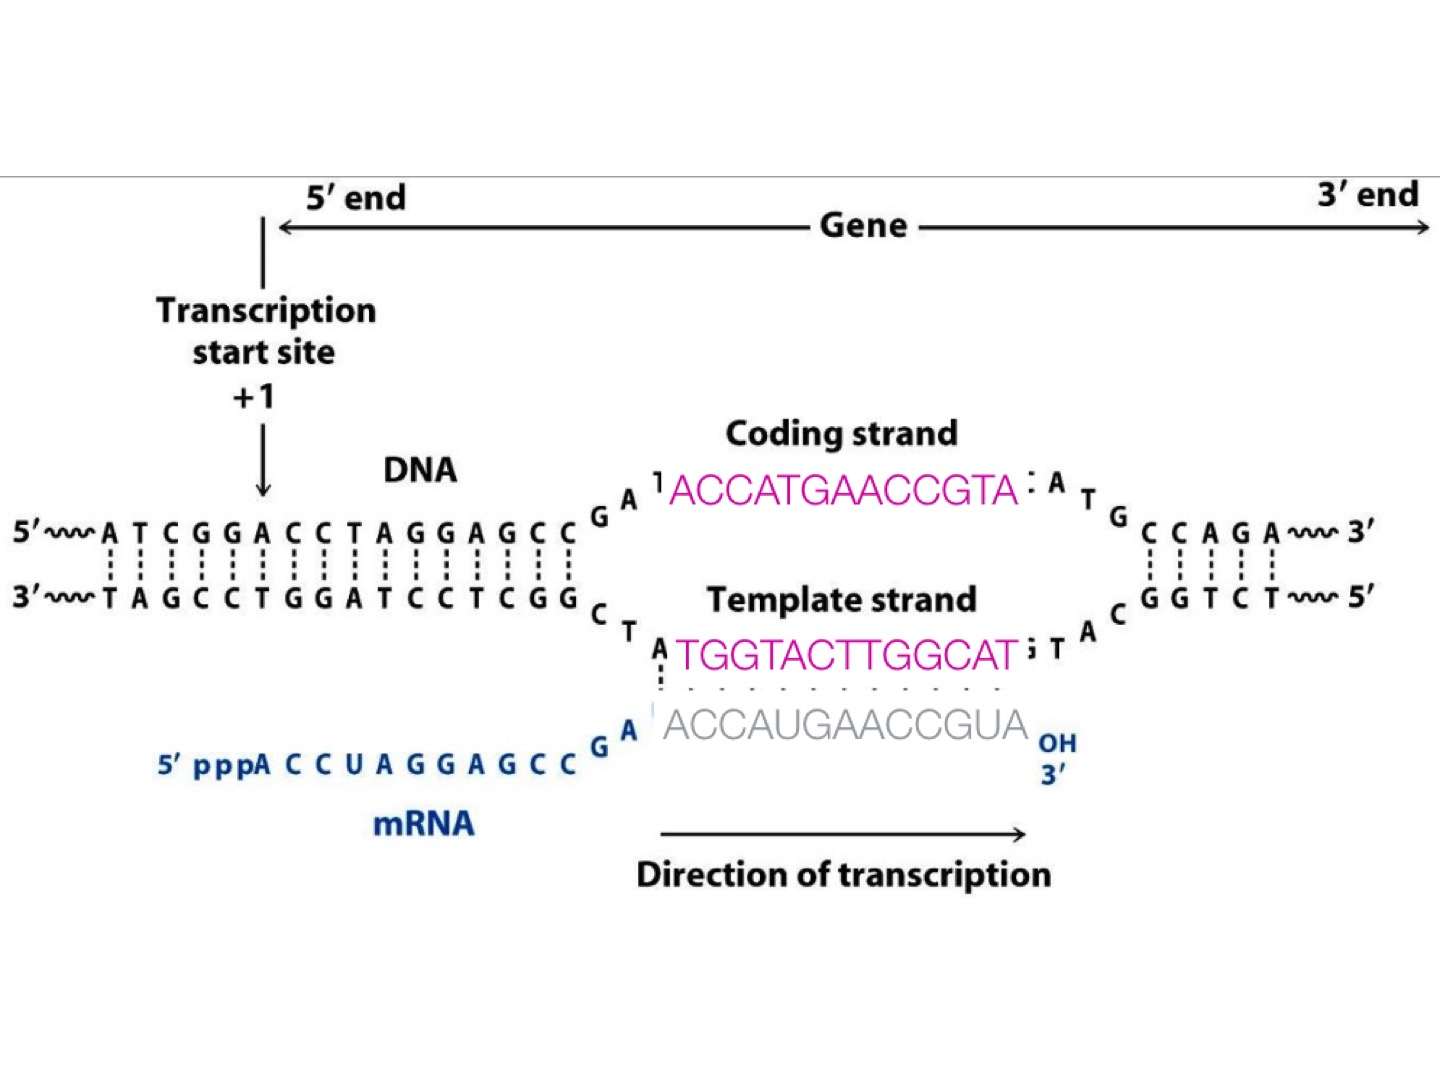 5′ end
3′ end
Gene
Transcription
start site
+1
Coding strand
DNA
G A ACCATGAACCGTA A T G
5′ A T C G G A C C T A G G A G C C
C C A G A 3′
3′ T A G C C T G G A T C C T C G G
G G T C T 5′
Template strand
C T A TGGTACTTGGCAT T A C
G A ACCAUGAACCGUA
5′ pppA C C U A G G A G C C
OH
3′
mRNA
Direction of transcription